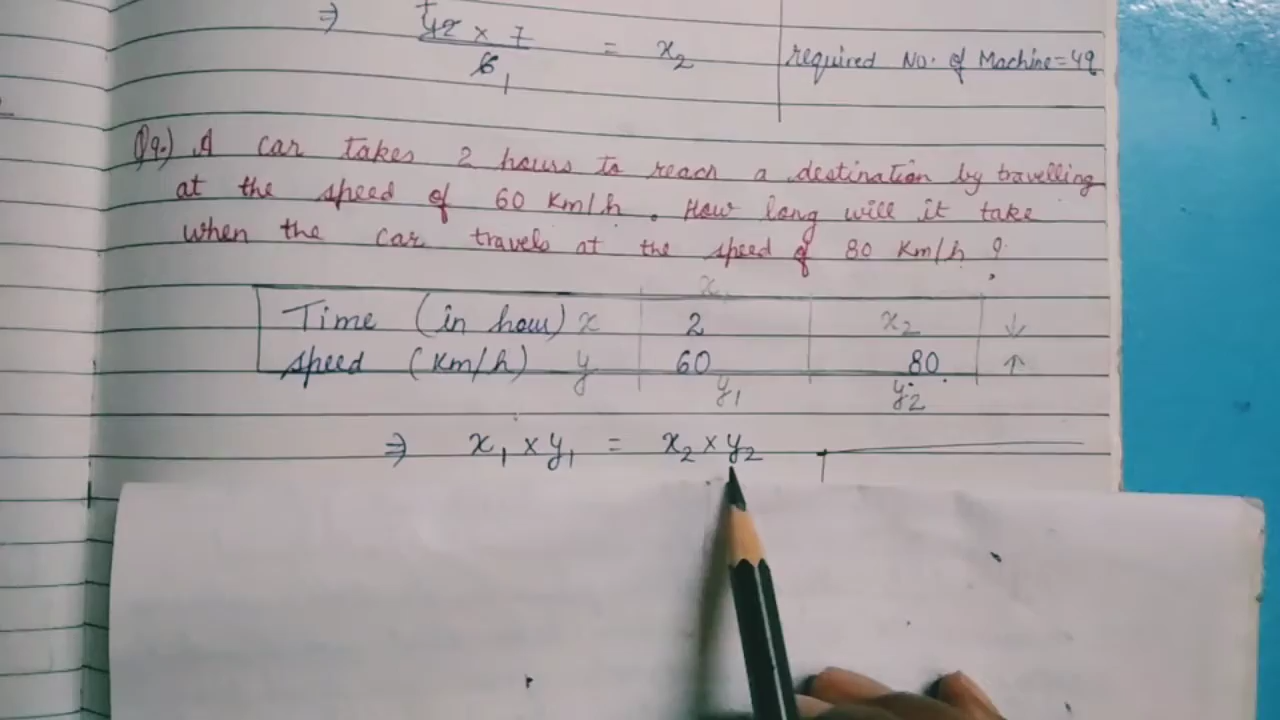 ⇒ 42 × 7 / 6 1 = x₂
required No. of Machine = 49
Q9.) A car takes 2 hours to reach a destination by travelling
at the speed of 60 Km/h. How long will it take
when the car travels at the speed of 80 Km/h ?
x
Time (in hour) x 2 x₂ ↓
speed (Km/h) y 60 80 ↑
y₁ y₂
⇒ x₁ × y₁ = x₂ × y₂